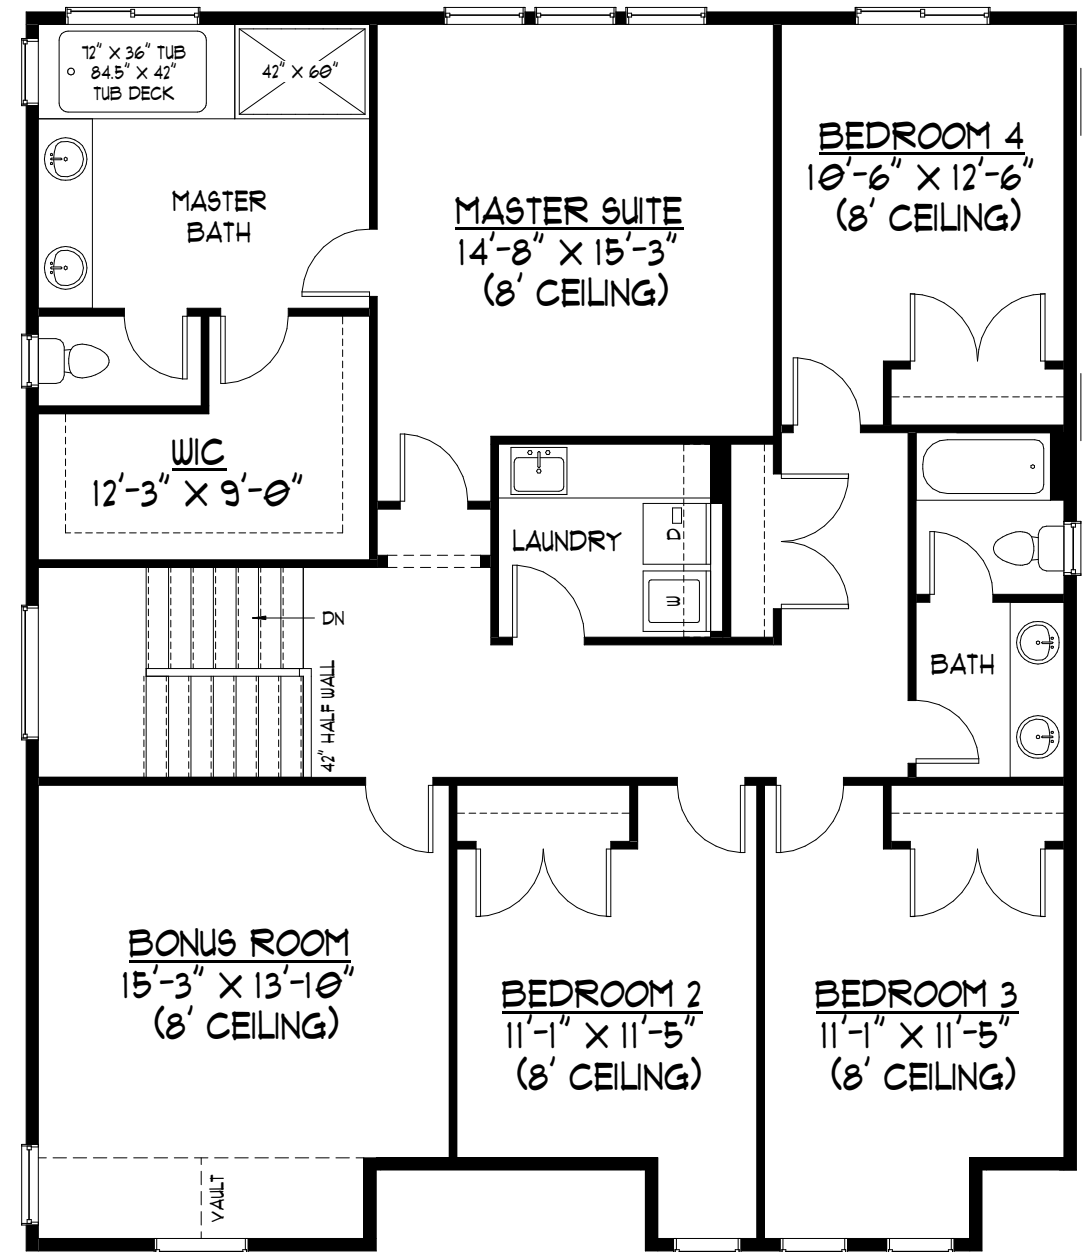 72" X 36" TUB
84.5" X 42"
TUB DECK
42" X 60"
MASTER
BATH
MASTER SUITE
14'-8" X 15'-3"
(8' CEILING)
BEDROOM 4
10'-6" X 12'-6"
(8' CEILING)
WIC
12'-3" X 9'-0"
LAUNDRY
D
W
DN
42" HALF WALL
BATH
BONUS ROOM
15'-3" X 13'-10"
(8' CEILING)
BEDROOM 2
11'-1" X 11'-5"
(8' CEILING)
BEDROOM 3
11'-1" X 11'-5"
(8' CEILING)
VAULT